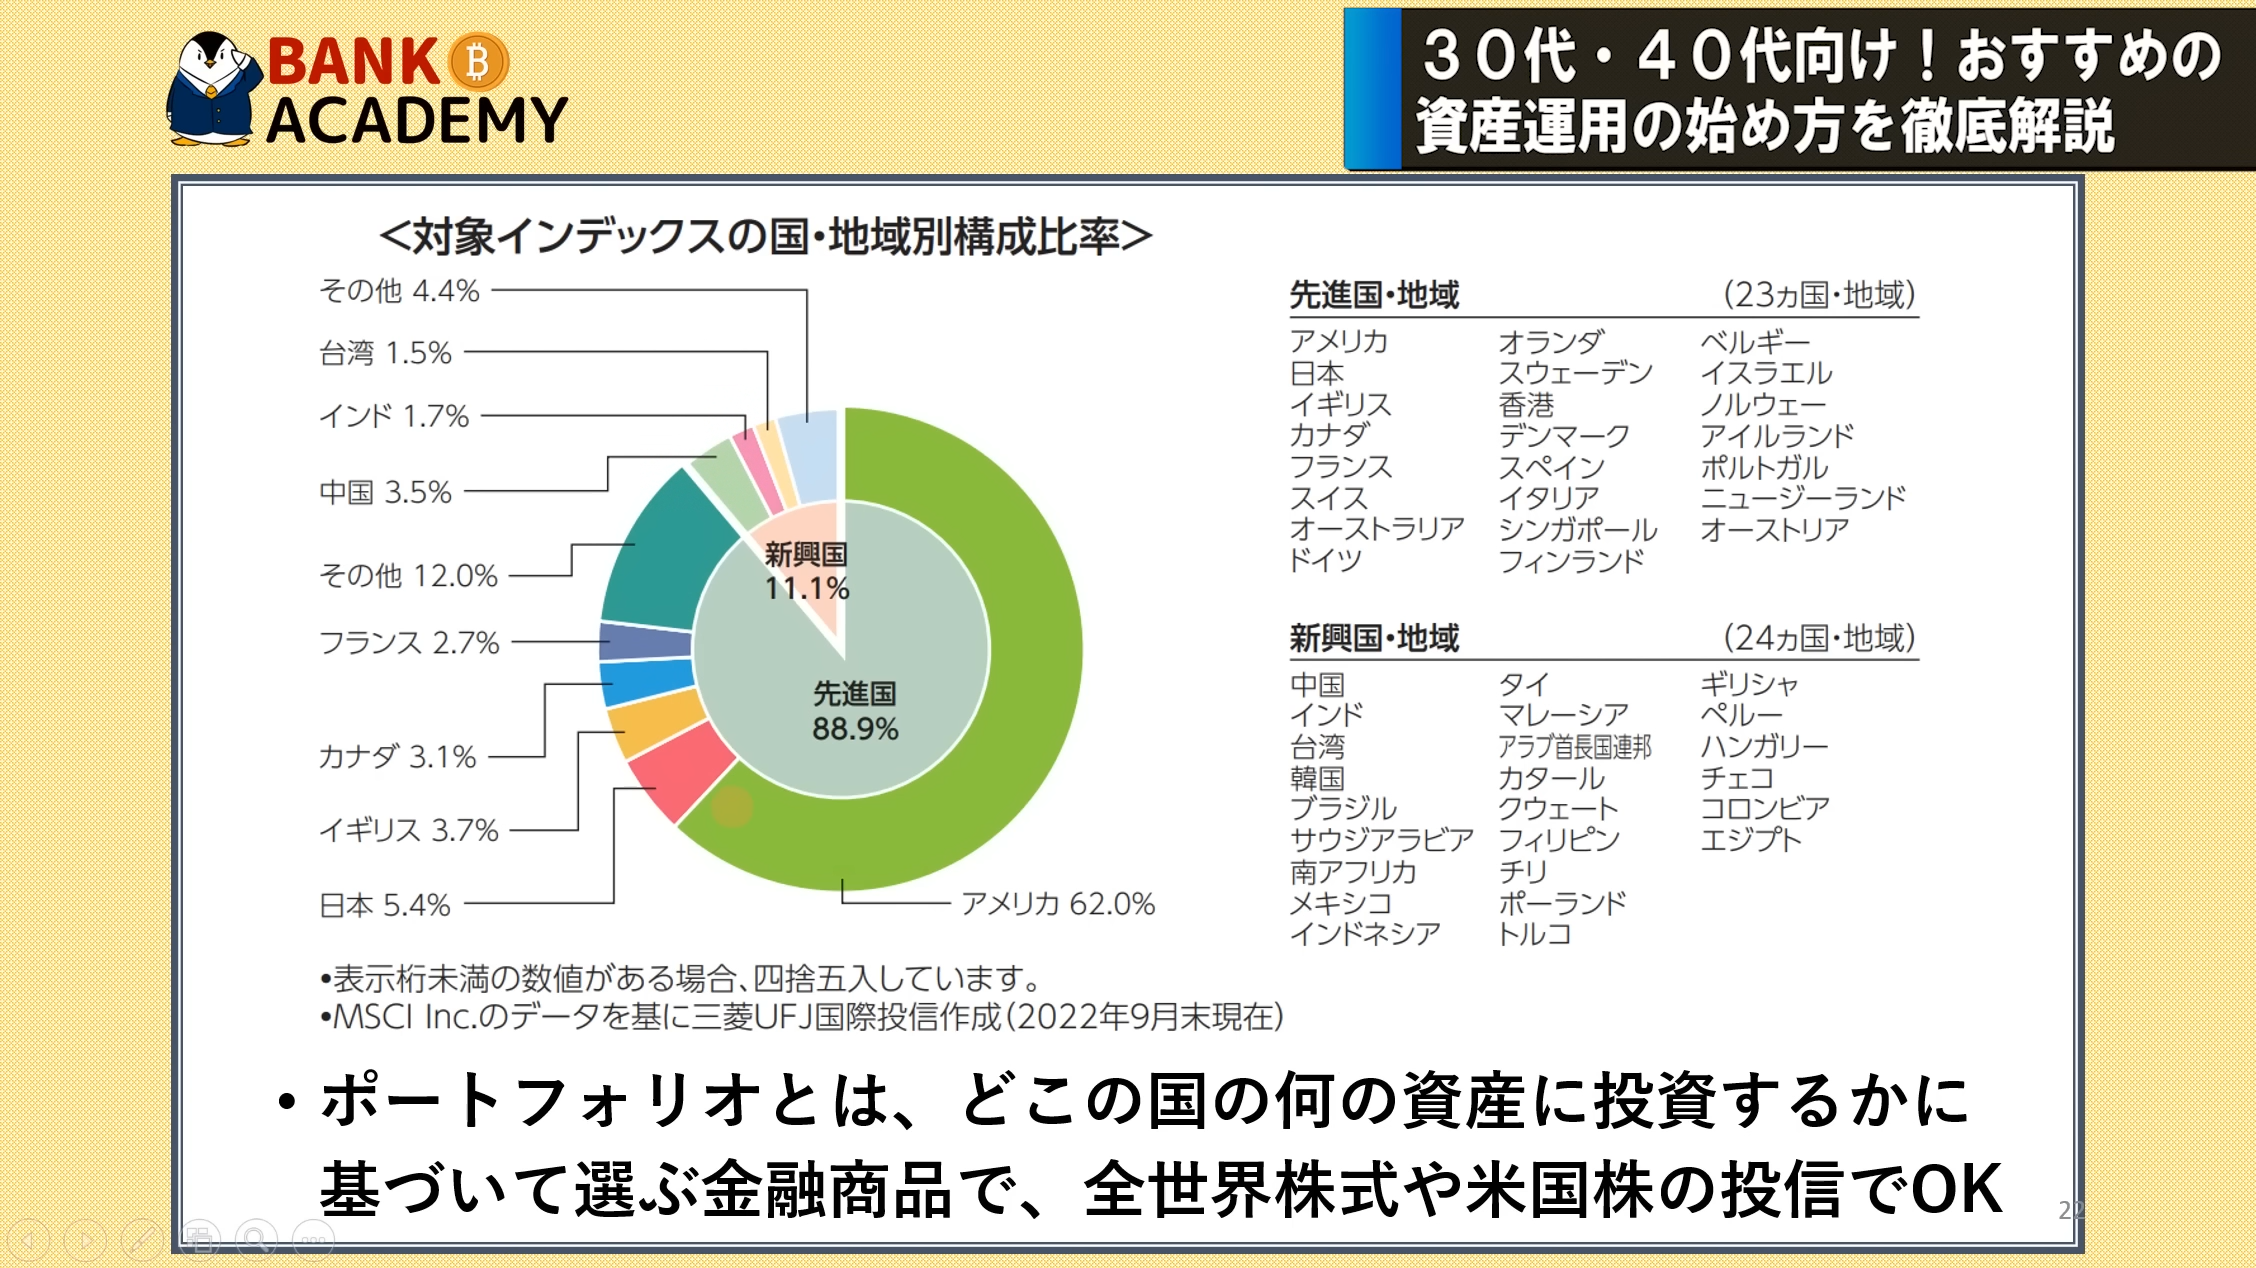 BANK
ACADEMY
30代・40代向け！おすすめの
資産運用の始め方を徹底解説
＜対象インデックスの国・地域別構成比率＞
その他 4.4%
台湾 1.5%
インド 1.7%
中国 3.5%
その他 12.0%
フランス 2.7%
カナダ 3.1%
イギリス 3.7%
日本 5.4%
アメリカ 62.0%
新興国
11.1%
先進国
88.9%
先進国・地域 （23ヵ国・地域）
アメリカ オランダ ベルギー
日本 スウェーデン イスラエル
イギリス 香港 ノルウェー
カナダ デンマーク アイルランド
フランス スペイン ポルトガル
スイス イタリア ニュージーランド
オーストラリア シンガポール オーストリア
ドイツ フィンランド
新興国・地域 （24ヵ国・地域）
中国 タイ ギリシャ
インド マレーシア ペルー
台湾 アラブ首長国連邦 ハンガリー
韓国 カタール チェコ
ブラジル クウェート コロンビア
サウジアラビア フィリピン エジプト
南アフリカ チリ
メキシコ ポーランド
インドネシア トルコ
•表示桁未満の数値がある場合、四捨五入しています。
•MSCI Inc.のデータを基に三菱UFJ国際投信作成（2022年9月末現在）
・ポートフォリオとは、どこの国の何の資産に投資するかに
基づいて選ぶ金融商品で、全世界株式や米国株の投信でOK
22